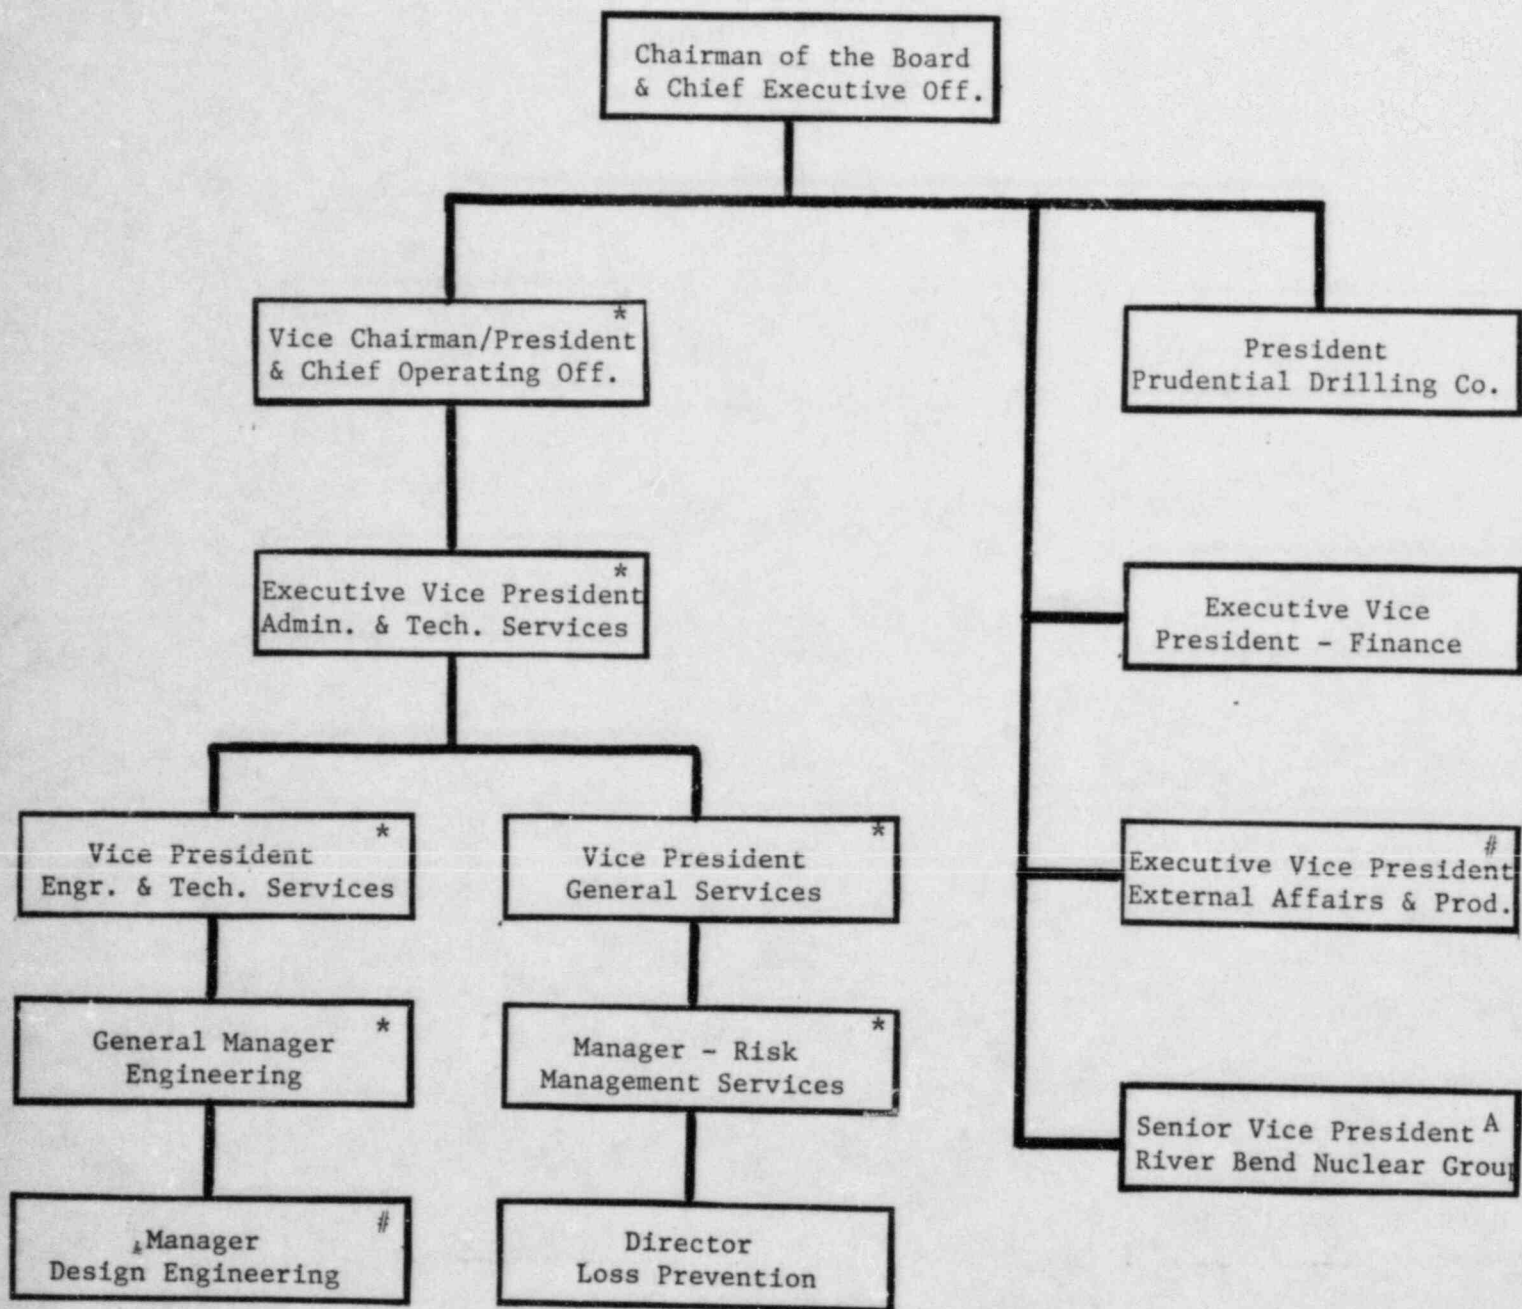 Chairman of the Board
& Chief Executive Off.
*
Vice Chairman/President
& Chief Operating Off.
President
Prudential Drilling Co.
*
Executive Vice President
Admin. & Tech. Services
Executive Vice
President - Finance
*
Vice President
Engr. & Tech. Services
*
Vice President
General Services
#
Executive Vice President
External Affairs & Prod.
*
General Manager
Engineering
*
Manager - Risk
Management Services
Senior Vice President A
River Bend Nuclear Group
#
Manager
Design Engineering
Director
Loss Prevention